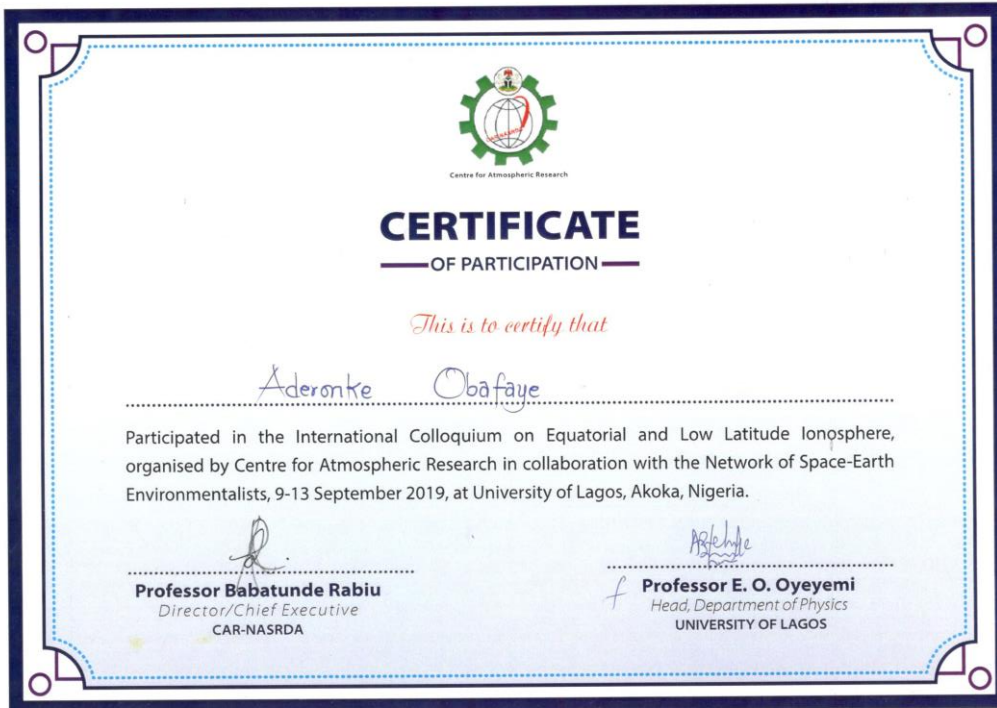 Centre for Atmospheric Research
CERTIFICATE
OF PARTICIPATION
This is to certify that
Aderonke Obafaye
Participated in the International Colloquium on Equatorial and Low Latitude Ionosphere,
organised by Centre for Atmospheric Research in collaboration with the Network of Space-Earth
Environmentalists, 9-13 September 2019, at University of Lagos, Akoka, Nigeria.
Professor Babatunde Rabiu
Director/Chief Executive
CAR-NASRDA
f Professor E. O. Oyeyemi
Head, Department of Physics
UNIVERSITY OF LAGOS